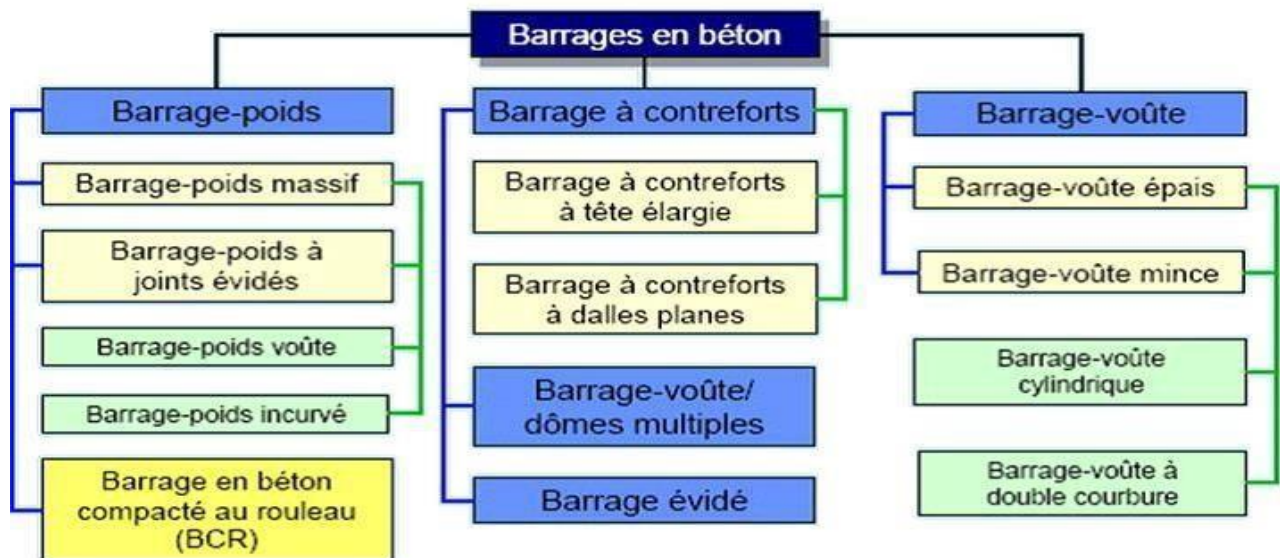 Barrages en béton
Barrage-poids
Barrage-poids massif
Barrage-poids à
joints évidés
Barrage-poids voûte
Barrage-poids incurvé
Barrage en béton
compacté au rouleau
(BCR)
Barrage à contreforts
Barrage à contreforts
à tête élargie
Barrage à contreforts
à dalles planes
Barrage-voûte/
dômes multiples
Barrage évidé
Barrage-voûte
Barrage-voûte épais
Barrage-voûte mince
Barrage-voûte
cylindrique
Barrage-voûte à
double courbure